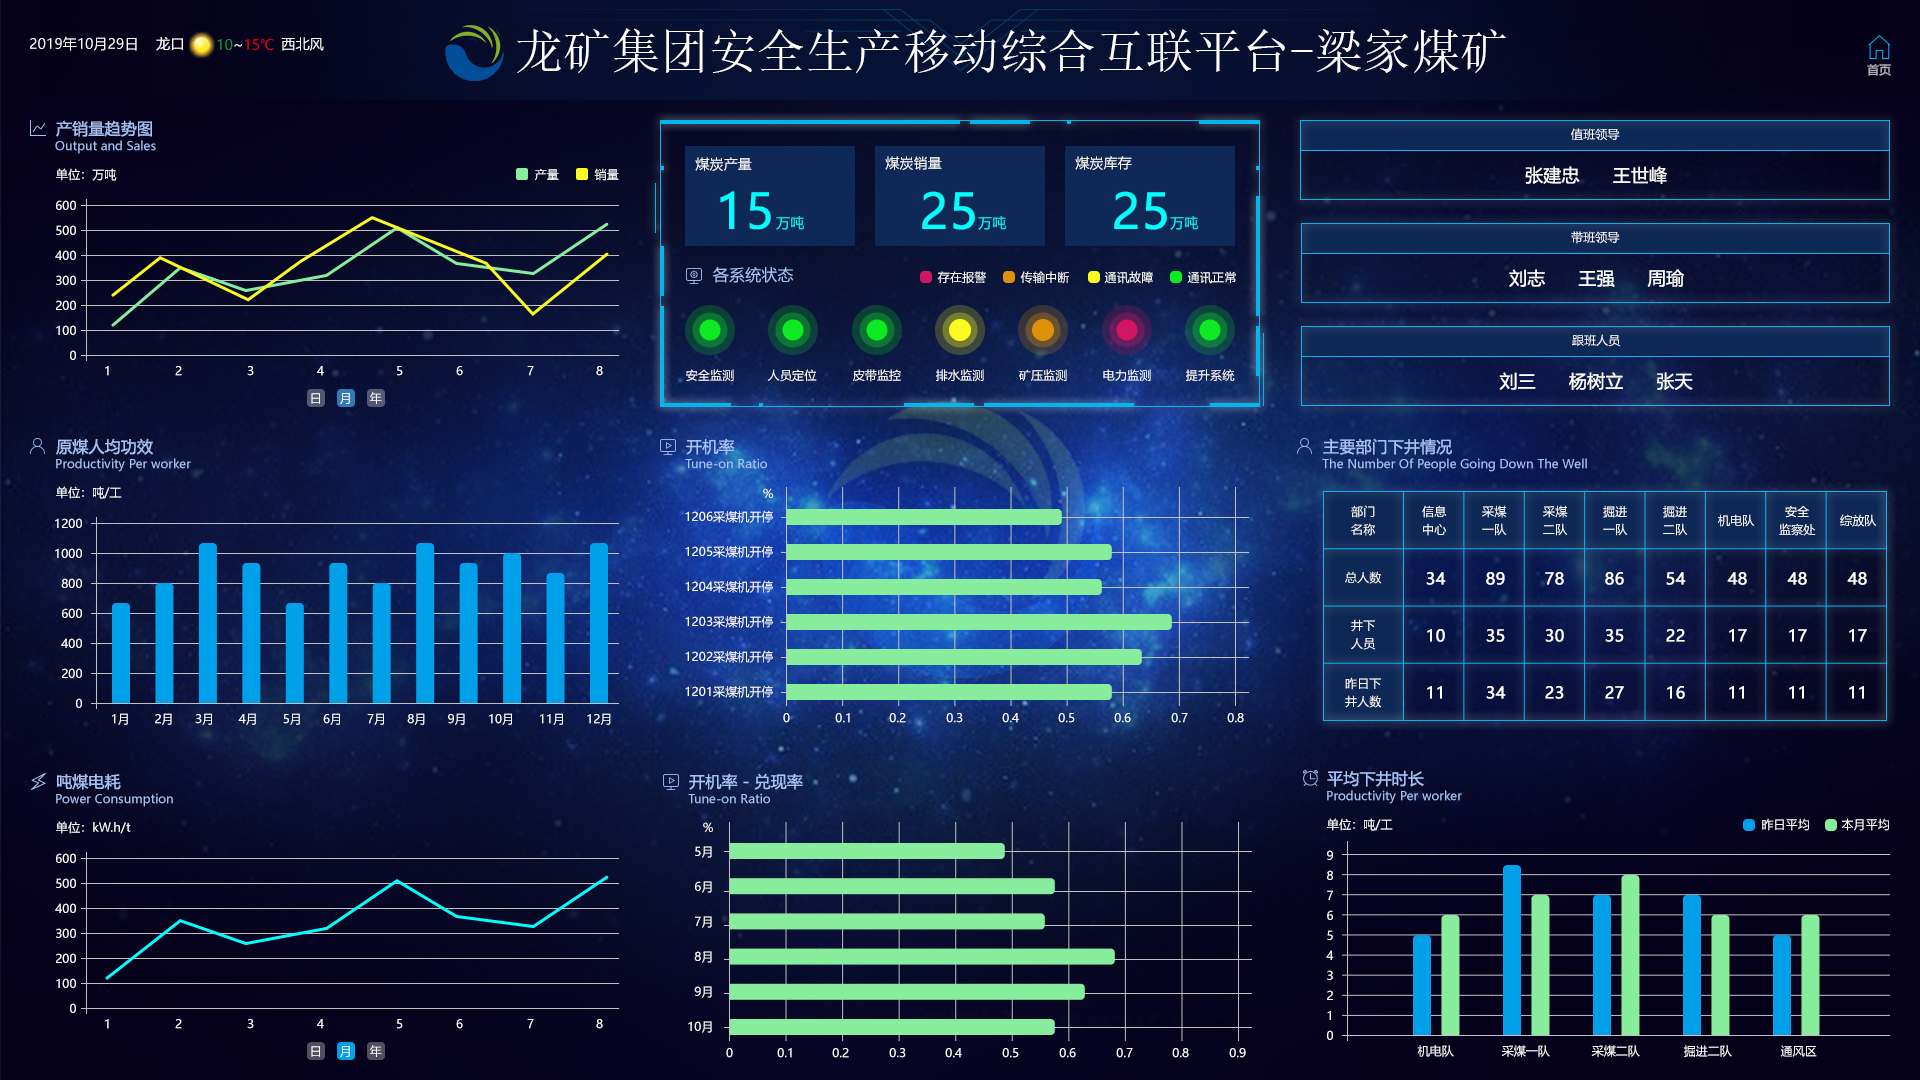 2019年10月29日 龙口 10~15℃ 西北风
龙矿集团安全生产移动综合互联平台-梁家煤矿
首页
产销量趋势图
Output and Sales
单位：万吨
产量 销量
600
500
400
300
200
100
0
1 2 3 4 5 6 7 8
日 月 年
煤炭产量
15万吨
煤炭销量
25万吨
煤炭库存
25万吨
各系统状态
存在报警 传输中断 通讯故障 通讯正常
安全监测 人员定位 皮带监控 排水监测 矿压监测 电力监测 提升系统
值班领导
张建忠 王世峰
带班领导
刘志 王强 周瑜
跟班人员
刘三 杨树立 张天
原煤人均功效
Productivity Per worker
单位：吨/工
1200
1000
800
600
400
200
0
1月 2月 3月 4月 5月 6月 7月 8月 9月 10月 11月 12月
开机率
Tune-on Ratio
%
1206采煤机开停
1205采煤机开停
1204采煤机开停
1203采煤机开停
1202采煤机开停
1201采煤机开停
0 0.1 0.2 0.3 0.4 0.5 0.6 0.7 0.8
主要部门下井情况
The Number Of People Going Down The Well
部门名称 信息中心 采煤一队 采煤二队 掘进一队 掘进二队 机电队 安全监察处 综放队
总人数 34 89 78 86 54 48 48 48
井下人员 10 35 30 35 22 17 17 17
昨日下井人数 11 34 23 27 16 11 11 11
吨煤电耗
Power Consumption
单位：kW.h/t
600
500
400
300
200
100
0
1 2 3 4 5 6 7 8
日 月 年
开机率 - 兑现率
Tune-on Ratio
%
5月
6月
7月
8月
9月
10月
0 0.1 0.2 0.3 0.4 0.5 0.6 0.7 0.8 0.9
平均下井时长
Productivity Per worker
单位：吨/工
昨日平均 本月平均
9
8
7
6
5
4
3
2
1
0
机电队 采煤一队 采煤二队 掘进二队 通风区